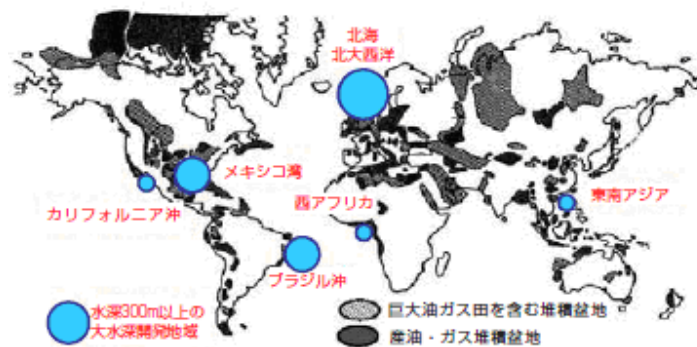 北海
北大西洋
メキシコ湾
カリフォルニア沖
西アフリカ
東南アジア
ブラジル沖
水深300m以上の
大水深開発地域
巨大油ガス田を含む堆積盆地
産油・ガス堆積盆地